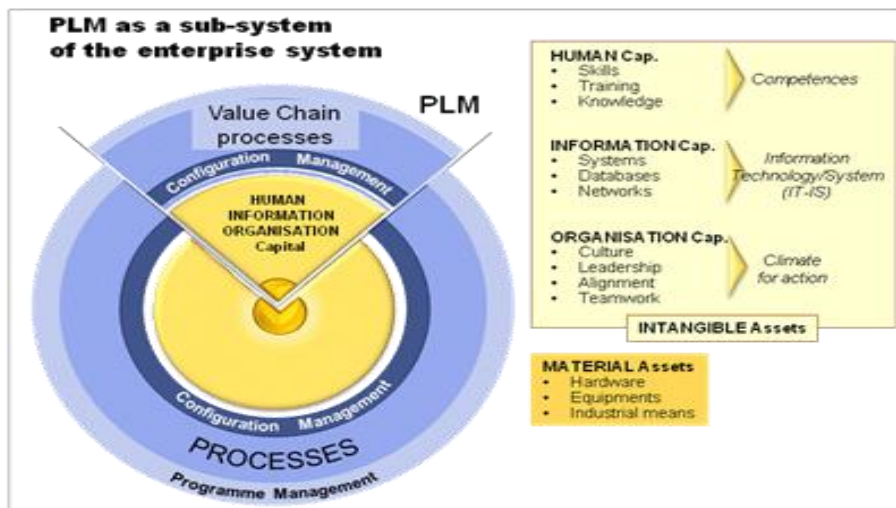 PLM as a sub-system
of the enterprise system
PLM
Value Chain
processes
Configuration Management
HUMAN
INFORMATION
ORGANISATION
Capital
Configuration Management
PROCESSES
Programme Management
HUMAN Cap.
• Skills
• Training
• Knowledge
Competences
INFORMATION Cap.
• Systems
• Databases
• Networks
Information
Technology/System
(IT-IS)
ORGANISATION Cap.
• Culture
• Leadership
• Alignment
• Teamwork
Climate
for action
INTANGIBLE Assets
MATERIAL Assets
• Hardware
• Equipments
• Industrial means